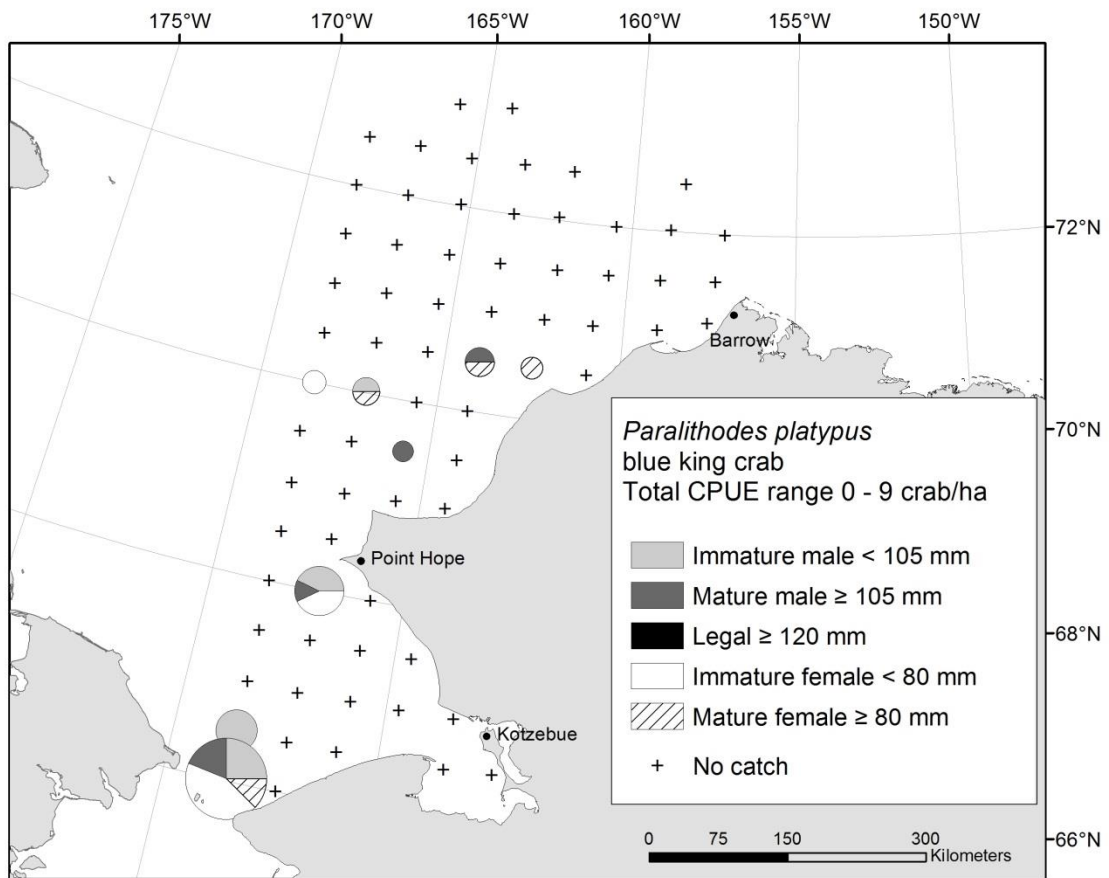 175°W 170°W 165°W 160°W 155°W 150°W
72°N
Barrow
70°N
Paralithodes platypus
blue king crab
Total CPUE range 0 - 9 crab/ha
Immature male < 105 mm
Point Hope
Mature male ≥ 105 mm
Legal ≥ 120 mm
68°N
Immature female < 80 mm
Mature female ≥ 80 mm
Kotzebue
No catch
0 75 150 300
Kilometers
66°N